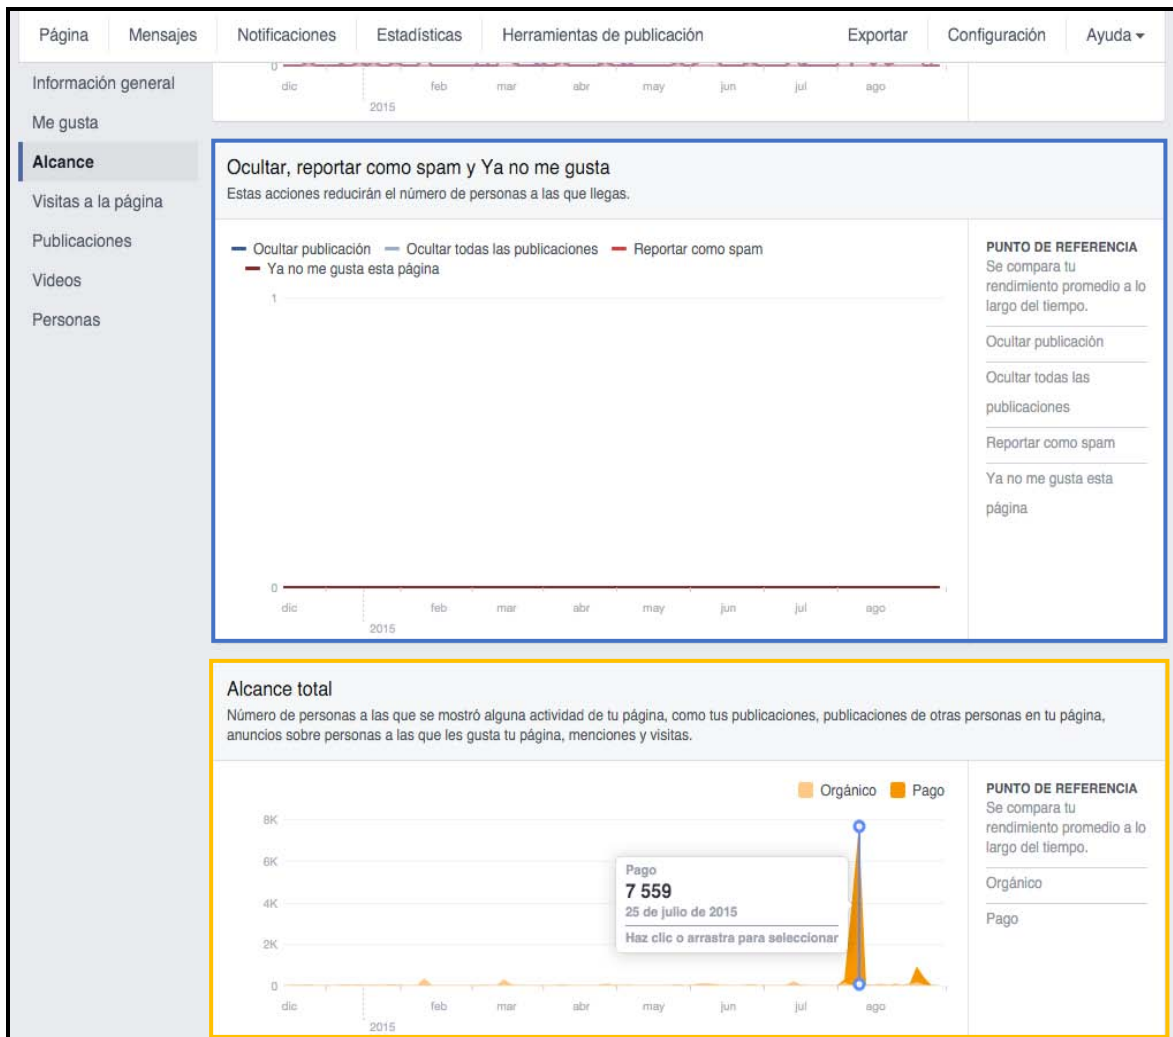 Página Mensajes Notificaciones Estadísticas Herramientas de publicación Exportar Configuración Ayuda
Información general
Me gusta
Alcance
Visitas a la página
Publicaciones
Videos
Personas
0
dic feb mar abr may jun jul ago
2015
Ocultar, reportar como spam y Ya no me gusta
Estas acciones reducirán el número de personas a las que llegas.
Ocultar publicación Ocultar todas las publicaciones Reportar como spam
Ya no me gusta esta página
1
0
dic feb mar abr may jun jul ago
2015
PUNTO DE REFERENCIA
Se compara tu
rendimiento promedio a lo
largo del tiempo.
Ocultar publicación
Ocultar todas las
publicaciones
Reportar como spam
Ya no me gusta esta
página
Alcance total
Número de personas a las que se mostró alguna actividad de tu página, como tus publicaciones, publicaciones de otras personas en tu página,
anuncios sobre personas a las que les gusta tu página, menciones y visitas.
Orgánico Pago
8K
6K
4K
2K
0
Pago
7 559
25 de julio de 2015
Haz clic o arrastra para seleccionar
dic feb mar abr may jun jul ago
2015
PUNTO DE REFERENCIA
Se compara tu
rendimiento promedio a lo
largo del tiempo.
Orgánico
Pago